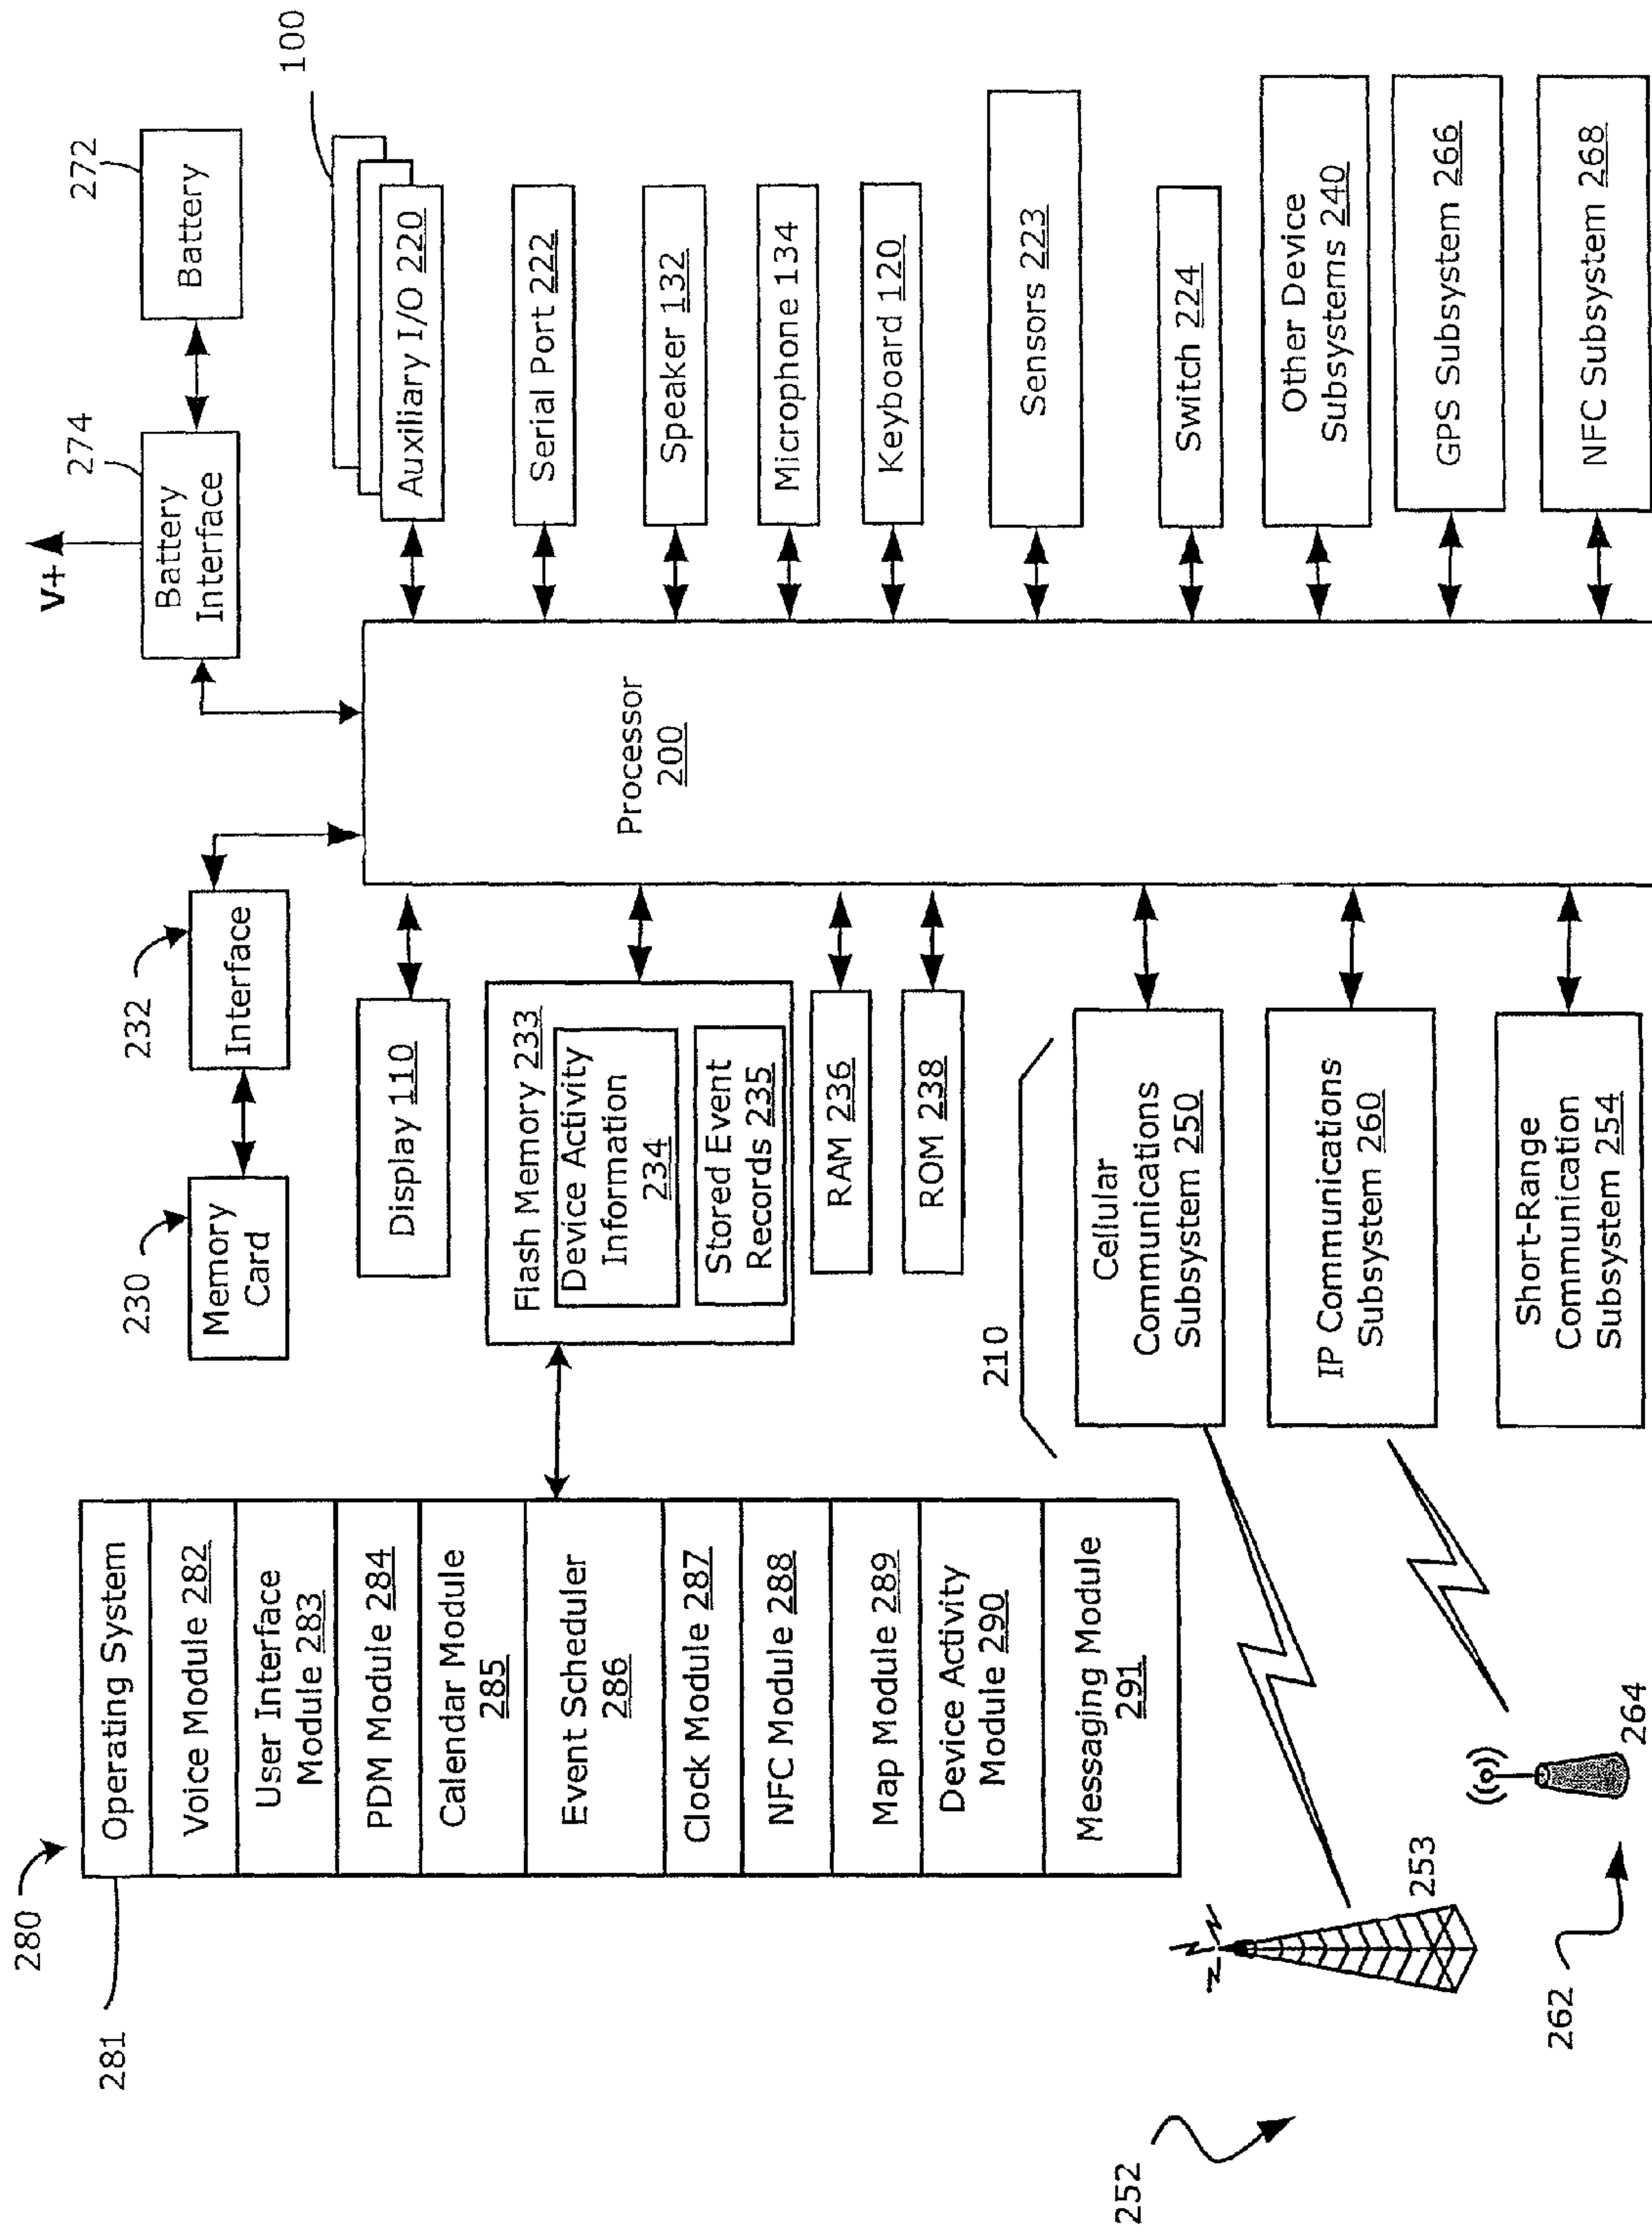 280
281
Operating System
Voice Module 282
User Interface
Module 283
PDM Module 284
Calendar Module
285
Event Scheduler
286
Clock Module 287
NFC Module 288
Map Module 289
Device Activity
Module 290
Messaging Module
291
230
Memory
Card
232
Interface
V+
274
Battery
Interface
272
Battery
100
Display 110
Flash Memory 233
Device Activity
Information
234
Stored Event
Records 235
RAM 236
ROM 238
210
Cellular
Communications
Subsystem 250
IP Communications
Subsystem 260
Short-Range
Communication
Subsystem 254
Processor
200
Auxiliary I/O 220
Serial Port 222
Speaker 132
Microphone 134
Keyboard 120
Sensors 223
Switch 224
Other Device
Subsystems 240
GPS Subsystem 266
NFC Subsystem 268
252
253
262
264